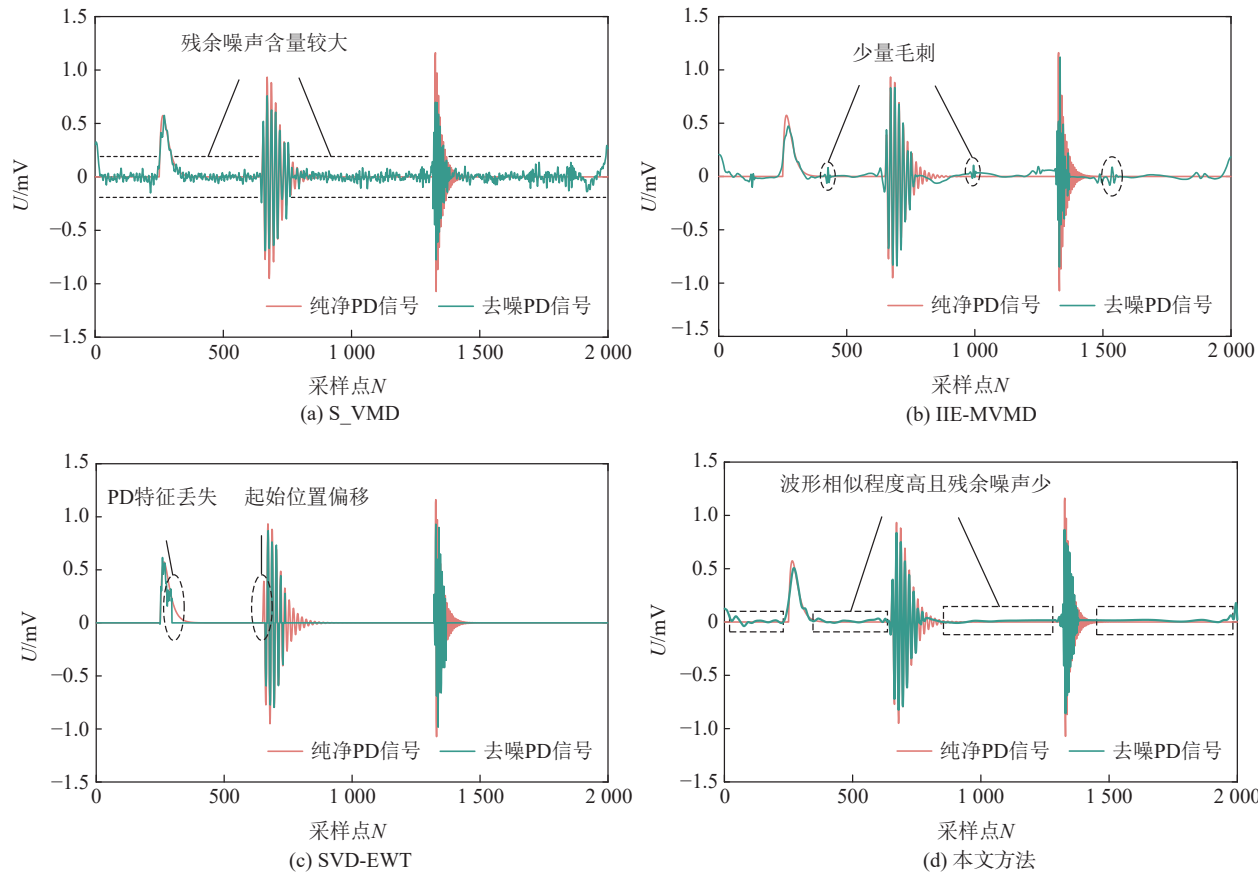 1.5
1.0
0.5
0
−0.5
−1.0
−1.5
U/mV
残余噪声含量较大
纯净PD信号 去噪PD信号
0 500 1 000 1 500 2 000
采样点N
(a) S_VMD
1.5
1.0
0.5
0
−0.5
−1.0
−1.5
U/mV
少量毛刺
纯净PD信号 去噪PD信号
0 500 1 000 1 500 2 000
采样点N
(b) IIE-MVMD
1.5
1.0
0.5
0
−0.5
−1.0
−1.5
U/mV
PD特征丢失 起始位置偏移
纯净PD信号 去噪PD信号
0 500 1 000 1 500 2 000
采样点N
(c) SVD-EWT
1.5
1.0
0.5
0
−0.5
−1.0
−1.5
U/mV
波形相似程度高且残余噪声少
纯净PD信号 去噪PD信号
0 500 1 000 1 500 2 000
采样点N
(d) 本文方法